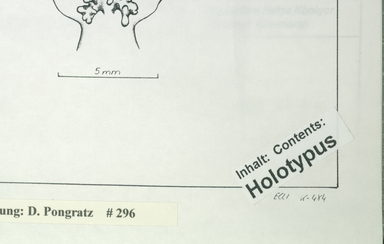 5mm
Inhalt: Contents:
Holotypus
ung: D. Pongratz # 296